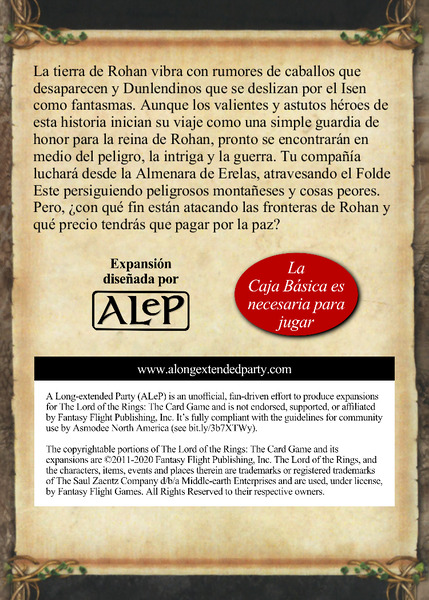 La tierra de Rohan vibra con rumores de caballos que
desaparecen y Dunlendinos que se deslizan por el Isen
como fantasmas. Aunque los valientes y astutos héroes de
esta historia inician su viaje como una simple guardia de
honor para la reina de Rohan, pronto se encontrarán en
medio del peligro, la intriga y la guerra. Tu compañía
luchará desde la Almenara de Erelas, atravesando el Folde
Este persiguiendo peligrosos montañeses y cosas peores.
Pero, ¿con qué fin están atacando las fronteras de Rohan y
qué precio tendrás que pagar por la paz?
Expansión
diseñada por
ALeP
La
Caja Básica es
necesaria para
jugar
www.alongextendedparty.com
A Long-extended Party (ALeP) is an unofficial, fan-driven effort to produce expansions
for The Lord of the Rings: The Card Game and is not endorsed, supported, or affiliated
by Fantasy Flight Publishing, Inc. It's fully compliant with the guidelines for community
use by Asmodee North America (see bit.ly/3b7XTWy).
The copyrightable portions of The Lord of the Rings: The Card Game and its
expansions are ©2011-2020 Fantasy Flight Publishing, Inc. The Lord of the Rings, and
the characters, items, events and places therein are trademarks or registered trademarks
of The Saul Zaentz Company d/b/a Middle-earth Enterprises and are used, under license,
by Fantasy Flight Games. All Rights Reserved to their respective owners.